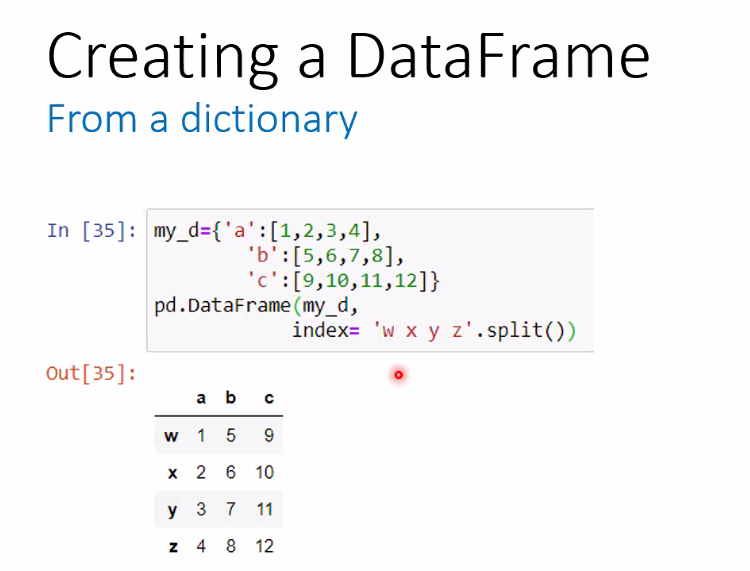 Creating a DataFrame
From a dictionary
In [35]: my_d={'a':[1,2,3,4],
'b':[5,6,7,8],
'c':[9,10,11,12]}
pd.DataFrame(my_d,
index= 'w x y z'.split())
Out[35]:
a b c
w 1 5 9
x 2 6 10
y 3 7 11
z 4 8 12